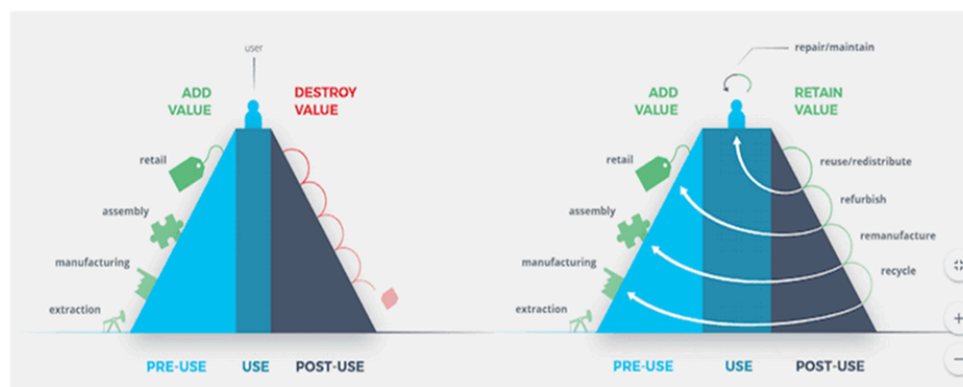 user
ADD
VALUE
DESTROY
VALUE
retail
assembly
manufacturing
extraction
PRE-USE USE POST-USE
repair/maintain
ADD
VALUE
RETAIN
VALUE
retail
reuse/redistribute
assembly
refurbish
remanufacture
manufacturing
recycle
extraction
PRE-USE USE POST-USE